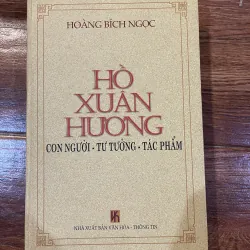 HOÀNG BÍCH NGỌC
HỒ
XUÂN
HƯƠNG
CON NGƯỜI - TƯ TƯỞNG - TÁC PHẨM
NHÀ XUẤT BẢN VĂN HÓA - THÔNG TIN